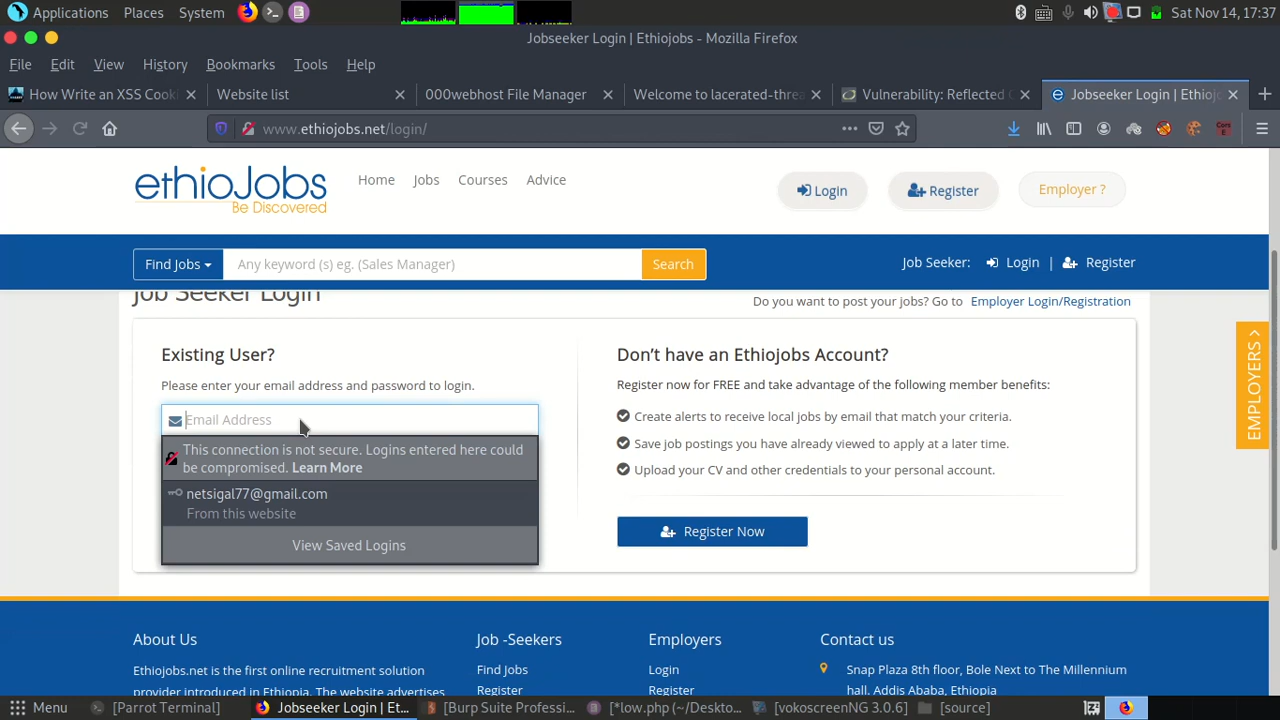 Applications Places System Sat Nov 14, 17:37
Jobseeker Login | Ethiojobs - Mozilla Firefox
File Edit View History Bookmarks Tools Help
How Write an XSS Cooki Website list 000webhost File Manager Welcome to lacerated-threa Vulnerability: Reflected Jobseeker Login | Ethiojo
www.ethiojobs.net/login/
ethioJobs
Be Discovered
Home Jobs Courses Advice
Login Register Employer ?
Find Jobs Any keyword (s) eg. (Sales Manager) Search Job Seeker: Login | Register
Job Seeker Login
Do you want to post your jobs? Go to Employer Login/Registration
Existing User?
Please enter your email address and password to login.
Email Address
This connection is not secure. Logins entered here could
be compromised. Learn More
netsigal77@gmail.com
From this website
View Saved Logins
Don't have an Ethiojobs Account?
Register now for FREE and take advantage of the following member benefits:
Create alerts to receive local jobs by email that match your criteria.
Save job postings you have already viewed to apply at a later time.
Upload your CV and other credentials to your personal account.
Register Now
EMPLOYERS >
About Us Job -Seekers Employers Contact us
Ethiojobs.net is the first online recruitment solution Find Jobs Login Snap Plaza 8th floor, Bole Next to The Millennium
provider introduced in Ethiopia. The website advertises Register Register hall. Addis Ababa, Ethiopia
Menu [Parrot Terminal] Jobseeker Login | Et... [Burp Suite Professi... [*low.php (~/Deskto... [vokoscreenNG 3.0.6] [source]